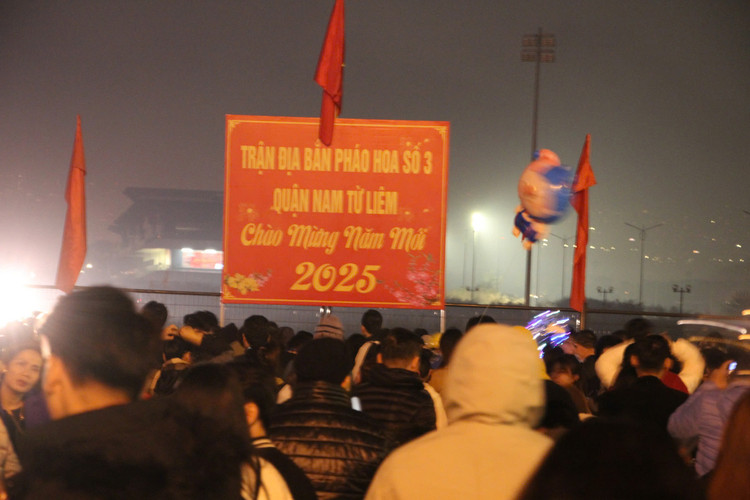 TRẬN ĐỊA BẮN PHÁO HOA SỐ 3
QUẬN NAM TỪ LIÊM
Chào Mừng Năm Mới
2025